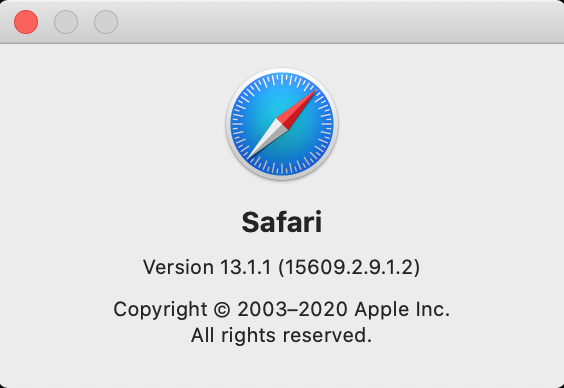 Safari
Version 13.1.1 (15609.2.9.1.2)
Copyright © 2003–2020 Apple Inc.
All rights reserved.